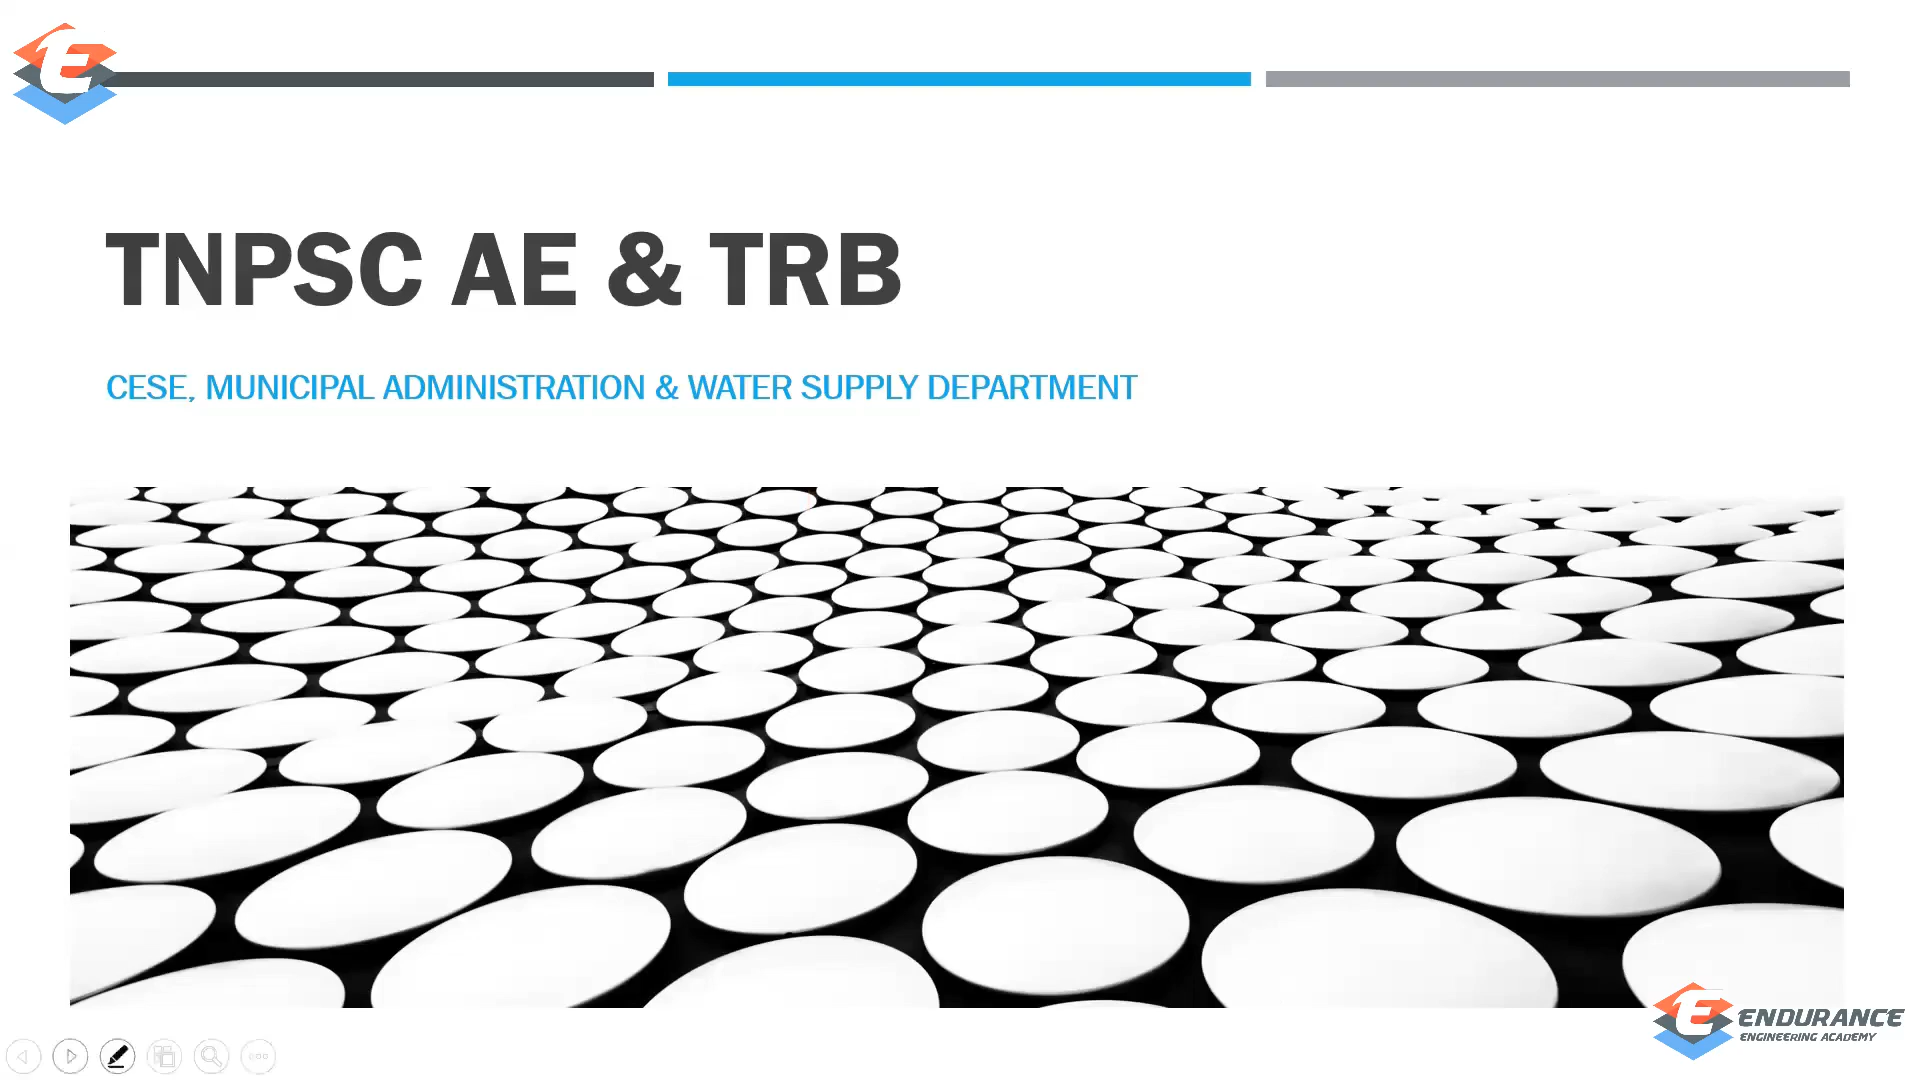 E
TNPSC AE & TRB
CESE, MUNICIPAL ADMINISTRATION & WATER SUPPLY DEPARTMENT
E ENDURANCE
ENGINEERING ACADEMY